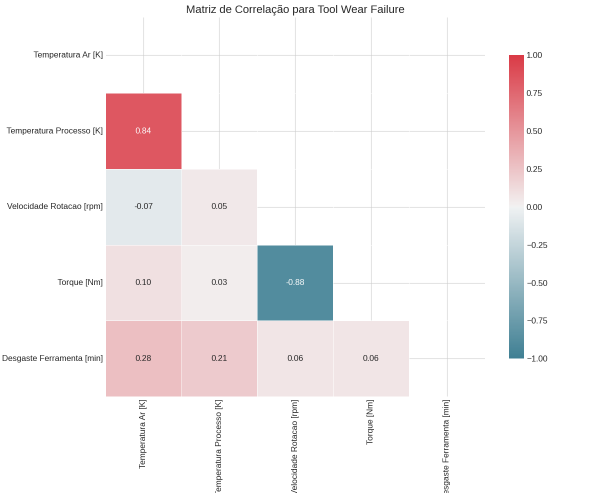 Matriz de Correlação para Tool Wear Failure
Temperatura Ar [K]
Temperatura Processo [K]
0.84
Velocidade Rotacao [rpm]
-0.07
0.05
Torque [Nm]
0.10
0.03
-0.88
Desgaste Ferramenta [min]
0.28
0.21
0.06
0.06
Temperatura Ar [K]
emperatura Processo [K]
Velocidade Rotacao [rpm]
Torque [Nm]
esgaste Ferramenta [min]
1.00
0.75
0.50
0.25
0.00
−0.25
−0.50
−0.75
−1.00